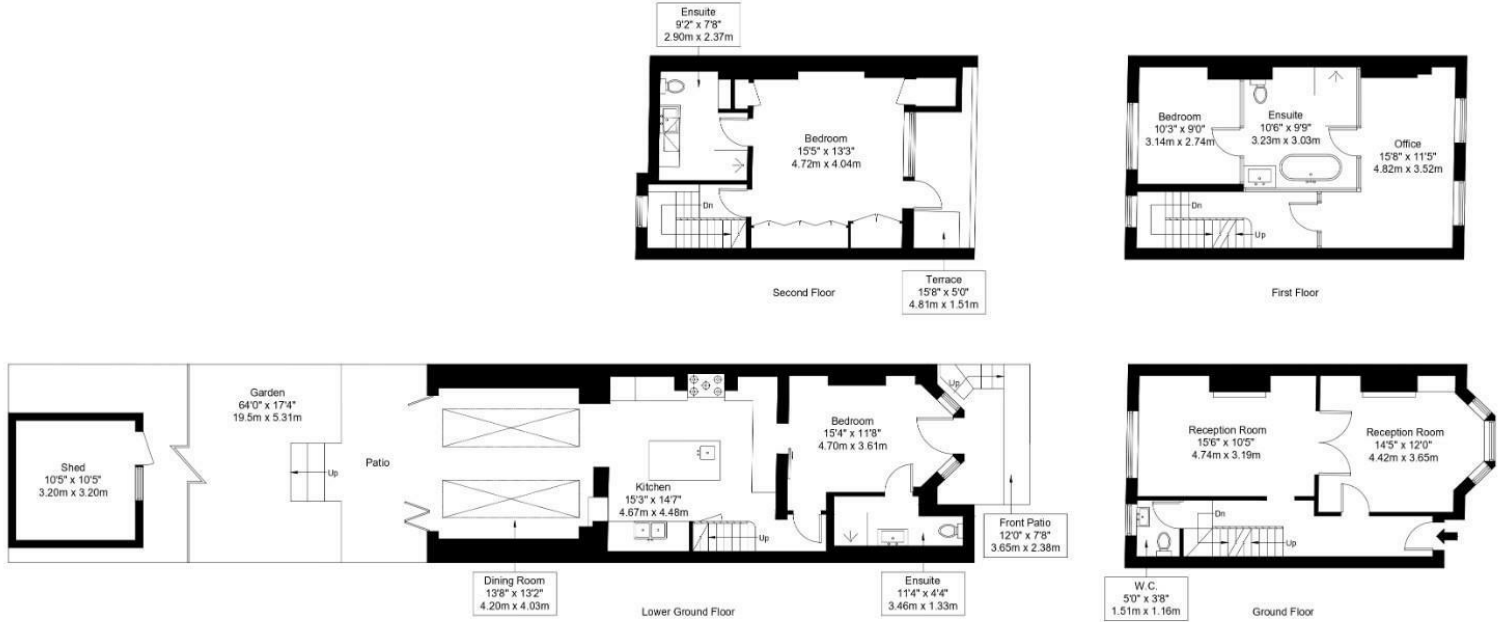 Ensuite
9'2" x 7'8"
2.90m x 2.37m
Bedroom
15'5" x 13'3"
4.72m x 4.04m
Dn
Terrace
15'8" x 5'0"
4.81m x 1.51m
Second Floor
Bedroom
10'3" x 9'0"
3.14m x 2.74m
Ensuite
10'6" x 9'9"
3.23m x 3.03m
Office
15'8" x 11'5"
4.82m x 3.52m
Dn
Up
First Floor
Garden
64'0" x 17'4"
19.5m x 5.31m
Shed
10'5" x 10'5"
3.20m x 3.20m
Up
Patio
Kitchen
15'3" x 14'7"
4.67m x 4.48m
Up
Bedroom
15'4" x 11'8"
4.70m x 3.61m
Up
Front Patio
12'0" x 7'8"
3.65m x 2.38m
Dining Room
13'8" x 13'2"
4.20m x 4.03m
Ensuite
11'4" x 4'4"
3.46m x 1.33m
Lower Ground Floor
Reception Room
15'6" x 10'5"
4.74m x 3.19m
Reception Room
14'5" x 12'0"
4.42m x 3.65m
Dn
Up
W.C.
5'0" x 3'8"
1.51m x 1.16m
Ground Floor